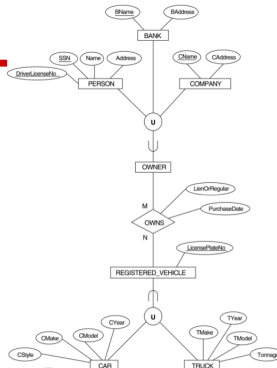 BName
BAddress
BANK
SSN
Name
Address
CName
CAddress
DriverLicenseNo
PERSON
COMPANY
U
OWNER
LienOrRegular
M
PurchaseDate
OWNS
N
LicensePlateNo
REGISTERED_VEHICLE
U
CYear
TYear
CModel
TMake
CMake
TModel
CStyle
Tonnage
CAR
TRUCK